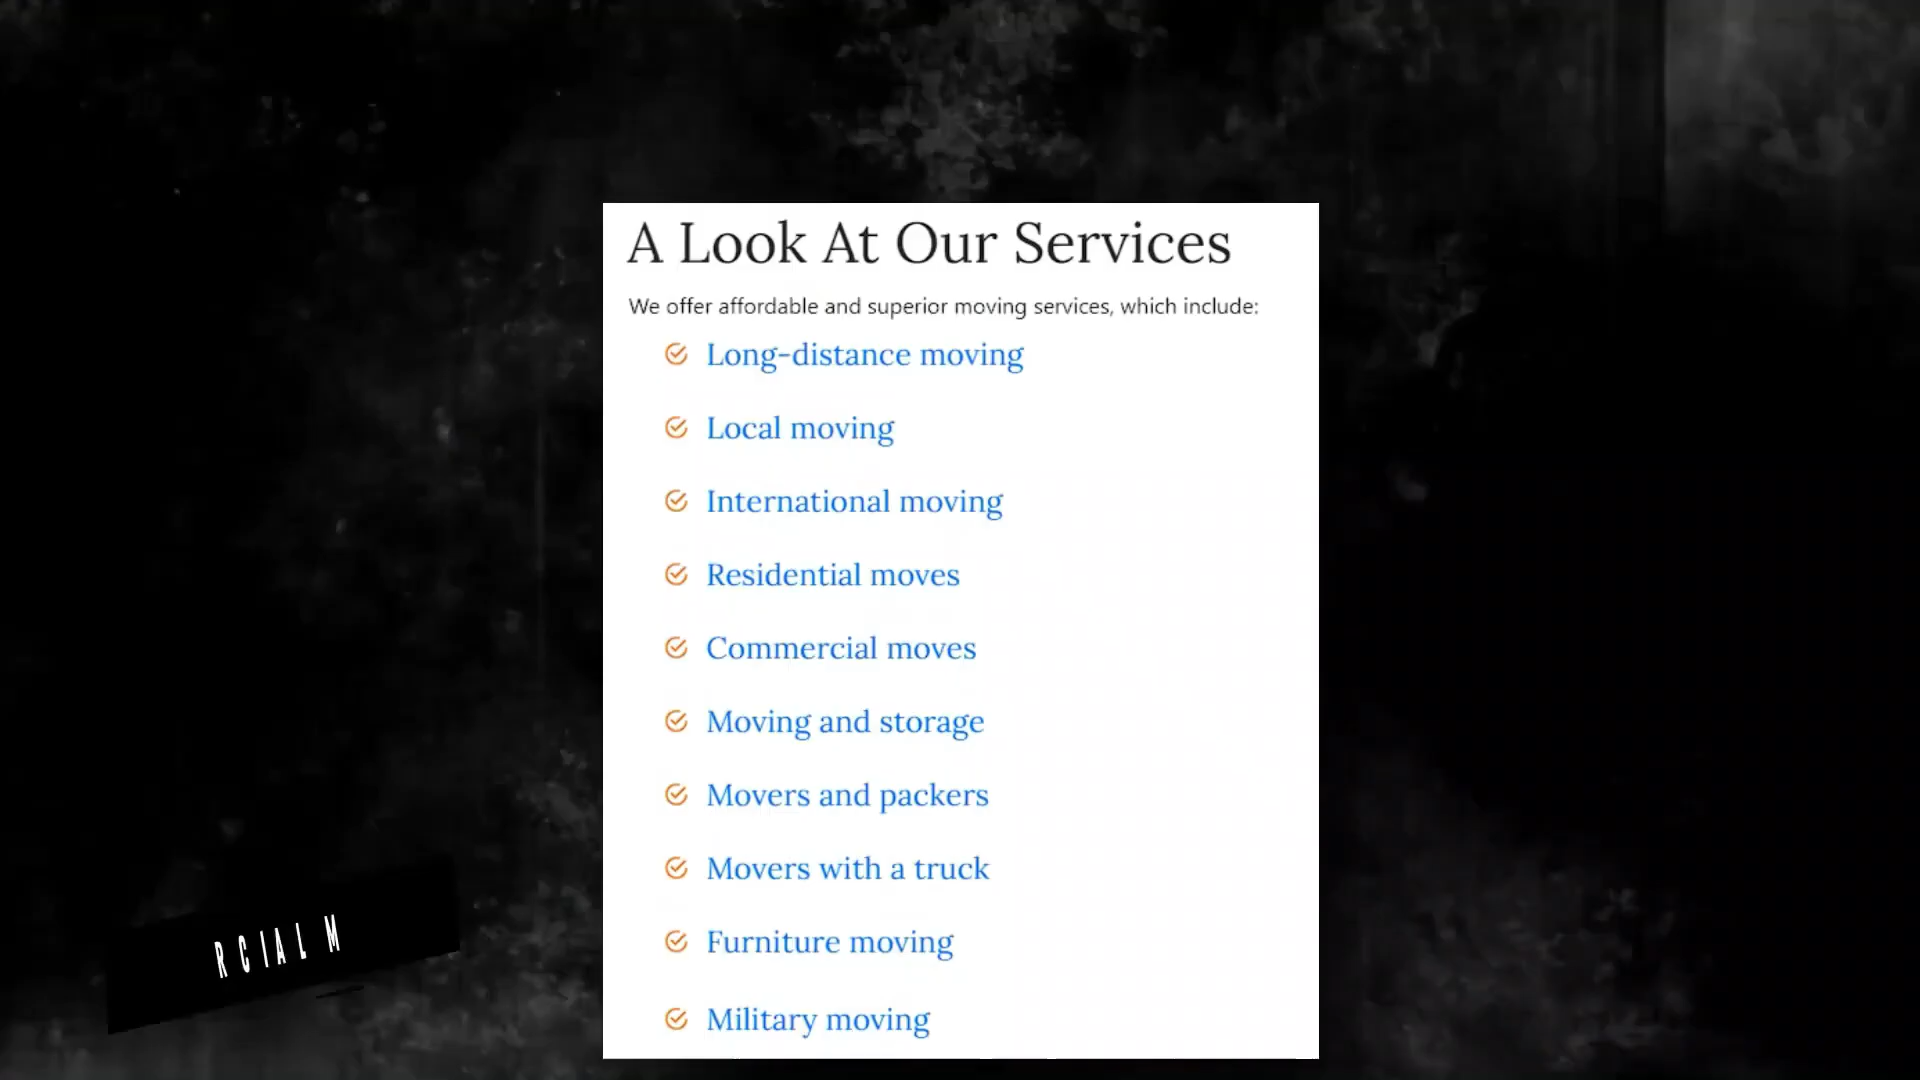 A Look At Our Services
We offer affordable and superior moving services, which include:
Long-distance moving
Local moving
International moving
Residential moves
Commercial moves
Moving and storage
Movers and packers
Movers with a truck
Furniture moving
Military moving
RCIAL M